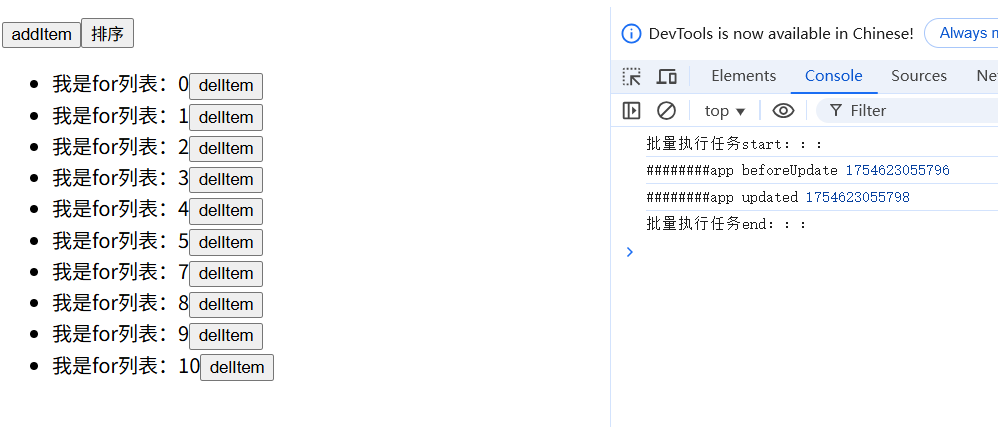 addItem 排序
我是for列表：0 delItem
我是for列表：1 delItem
我是for列表：2 delItem
我是for列表：3 delItem
我是for列表：4 delItem
我是for列表：5 delItem
我是for列表：7 delItem
我是for列表：8 delItem
我是for列表：9 delItem
我是for列表：10 delItem
DevTools is now available in Chinese! Always m
Elements Console Sources Ne
top Filter
批量执行任务start：：：
########app beforeUpdate 1754623055796
########app updated 1754623055798
批量执行任务end：：：